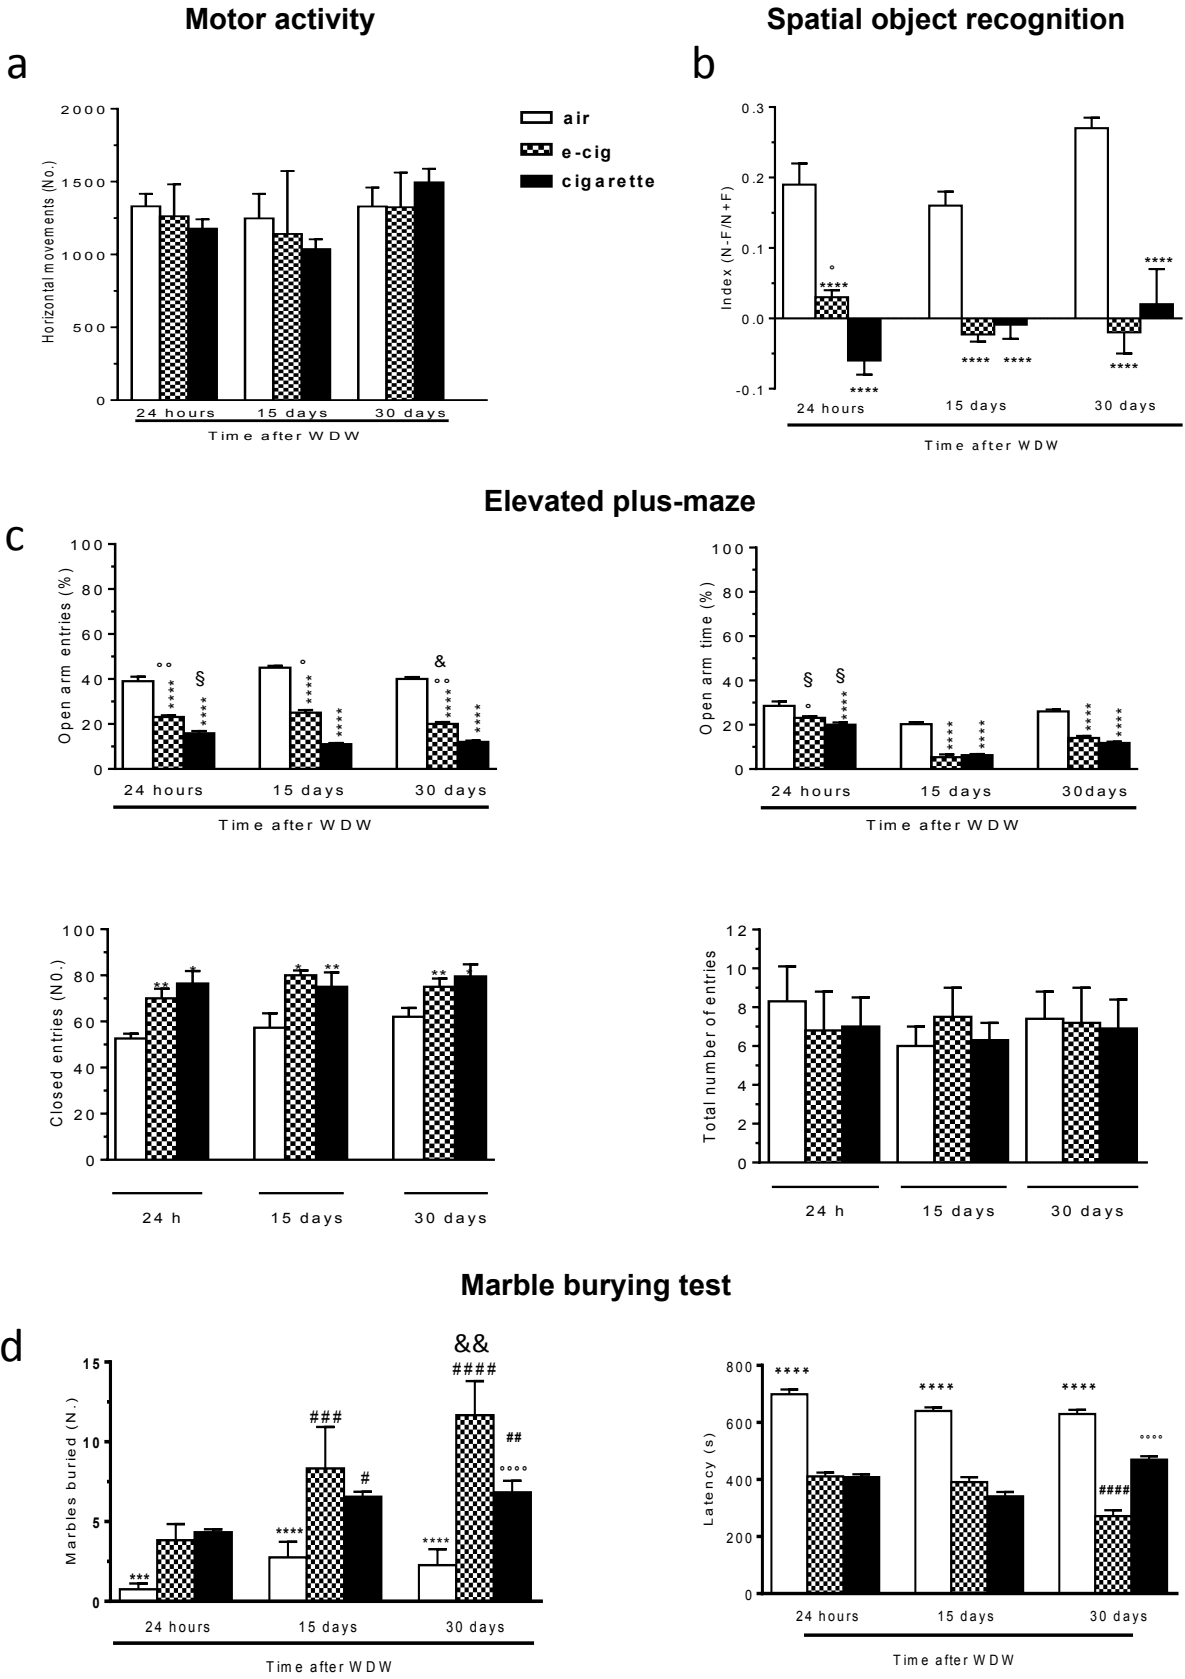 Motor activity
Spatial object recognition
a
b
Horizontal movements (No.)
2000
1500
1000
500
0
air
e-cig
cigarette
24 hours 15 days 30 days
Time after WDW
Index (N-F/N+F)
0.3
0.2
0.1
0.0
-0.1
°
****
****
****
****
****
****
24 hours 15 days 30 days
Time after WDW
Elevated plus-maze
c
Open arm entries (%)
100
80
60
40
20
0
°°
****
§
****
°
****
****
&
°°
****
****
24 hours 15 days 30 days
Time after WDW
Open arm time (%)
100
80
60
40
20
0
§
°
§
****
****
****
****
****
24 hours 15 days 30days
Time after WDW
Closed entries (N0.)
100
80
60
40
20
0
** * * ** ** *
24 h 15 days 30 days
Total number of entries
12
10
8
6
4
2
0
24 h 15 days 30 days
Marble burying test
d
Marbles buried (N.)
15
10
5
0
***
****
###
#
****
&&
####
##
°°°°
24 hours 15 days 30 days
Time after WDW
Latency (s)
800
600
400
200
0
**** **** ****
####
°°°°
24 hours 15 days 30 days
Time after WDW